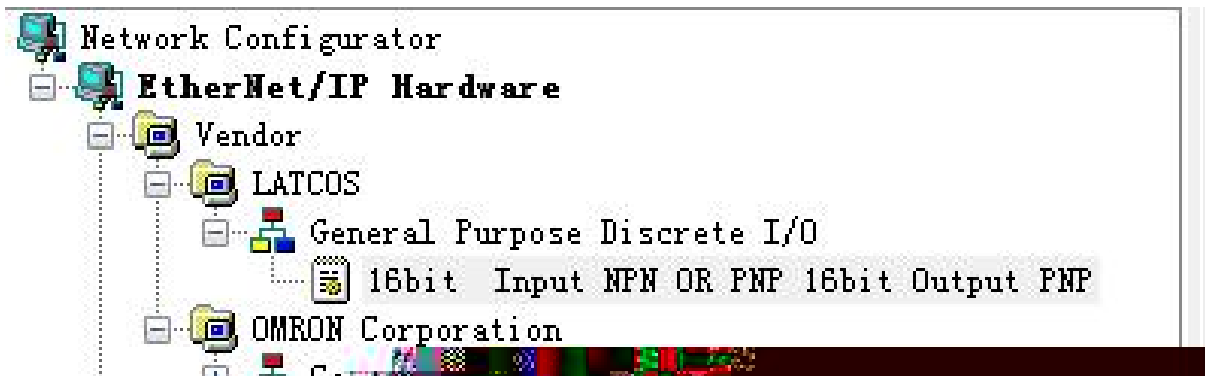 Network Configurator
EtherNet/IP Hardware
Vendor
LATCOS
General Purpose Discrete I/O
16bit  Input NPN OR PNP 16bit Output PNP
OMRON Corporation